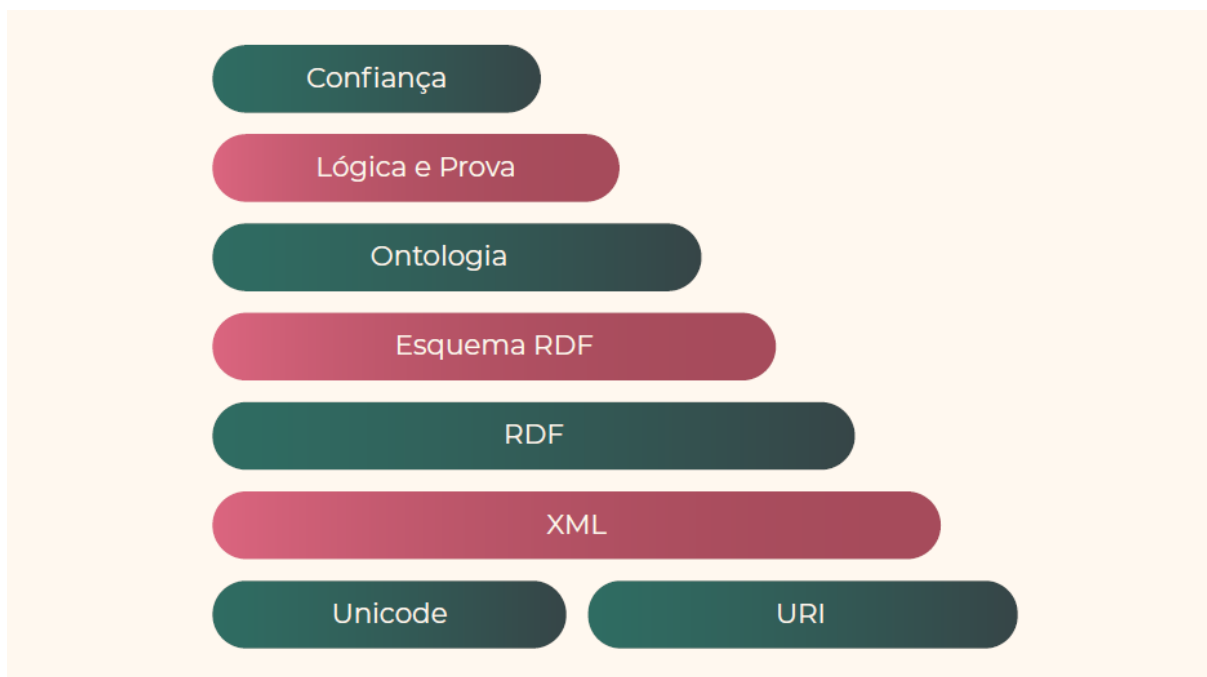 Confiança
Lógica e Prova
Ontologia
Esquema RDF
RDF
XML
Unicode
URI